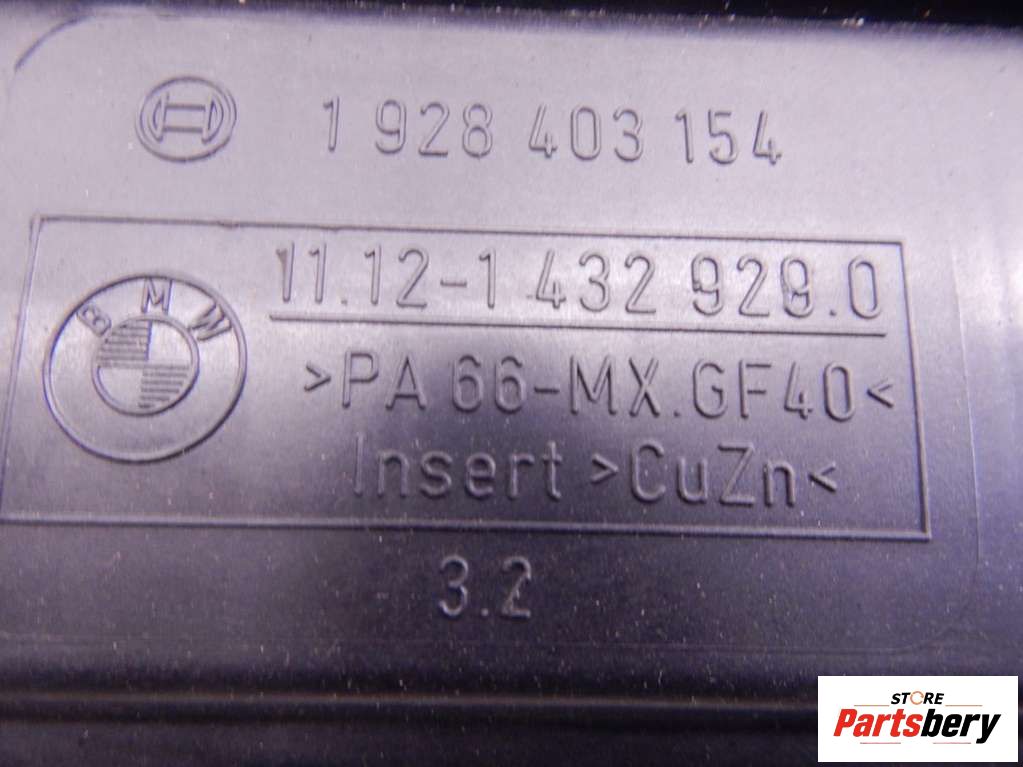 1 928 403 154
BMW
11.12-1 432 929.0
>PA 66-MX.GF40<
Insert >CuZn<
3.2
STORE
Partsbery